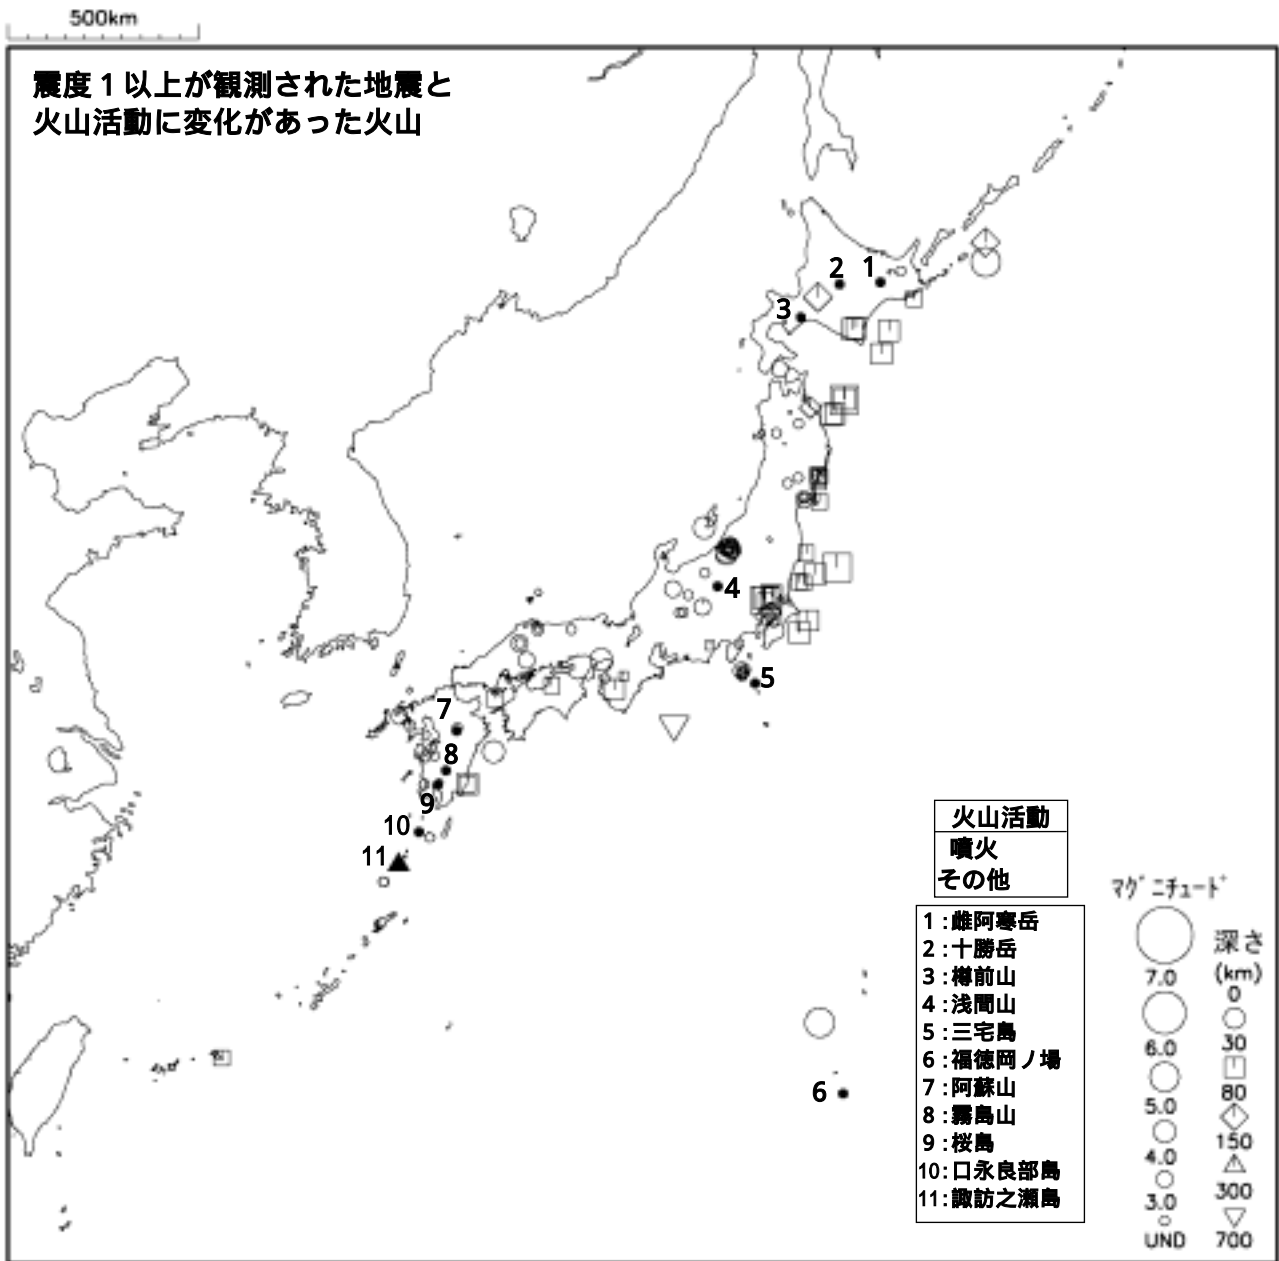 500km
震度１以上が観測された地震と
火山活動に変化があった火山
1
2
3
4
5
7
8
9
10
11
6
火山活動
噴火
その他
1:雌阿寒岳
2:十勝岳
3:樽前山
4:浅間山
5:三宅島
6:福徳岡ノ場
7:阿蘇山
8:霧島山
9:桜島
10:口永良部島
11:諏訪之瀬島
ﾏｸﾞﾆﾁｭｰﾄﾞ
7.0
6.0
5.0
4.0
3.0
UND
深さ
(km)
0
30
80
150
300
700